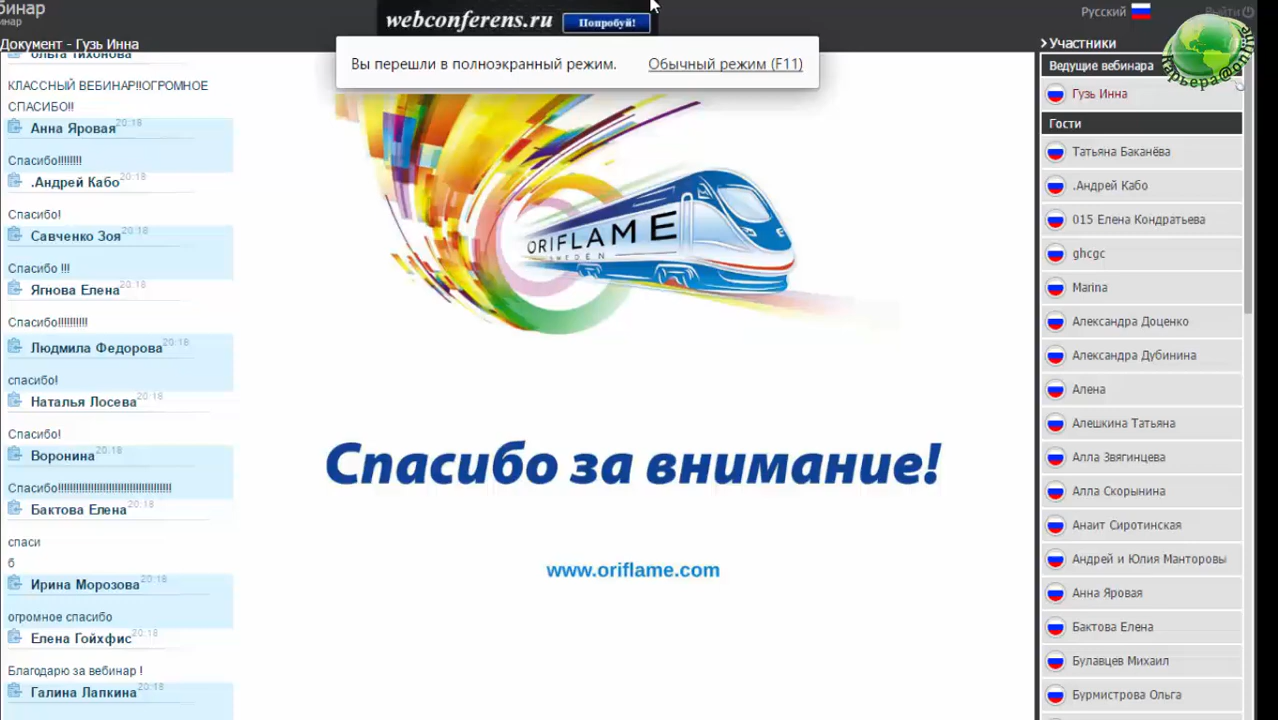 бинар
инар
Документ - Гузь Инна
webconferens.ru Попробуй!
Русский
Выйти
Вы перешли в полноэкранный режим. Обычный режим (F11)
ольга тихонова
КЛАССНЫЙ ВЕБИНАР!!ОГРОМНОЕ
СПАСИБО!!
Анна Яровая 20:18
Спасибо!!!!!!!!
.Андрей Кабо 20:18
Спасибо!
Савченко Зоя 20:18
Спасибо !!!
Ягнова Елена 20:18
Спасибо!!!!!!!!!!
Людмила Федорова 20:18
спасибо!
Наталья Лосева 20:18
Спасибо!
Воронина 20:18
Спасибо!!!!!!!!!!!!!!!!!!!!!!!!!!!!!!!!!!
Бактова Елена 20:18
спаси
б
Ирина Морозова 20:18
огромное спасибо
Елена Гойхфис 20:18
Благодарю за вебинар !
Галина Лапкина 20:18
ORIFLAME
SWEDEN
Спасибо за внимание!
www.oriflame.com
Участники
Ведущие вебинара
карьера@online
Гузь Инна
Гости
Татьяна Баканёва
.Андрей Кабо
015 Елена Кондратьева
ghcgc
Marina
Александра Доценко
Александра Дубинина
Алена
Алешкина Татьяна
Алла Звягинцева
Алла Скорынина
Анаит Сиротинская
Андрей и Юлия Манторовы
Анна Яровая
Бактова Елена
Булавцев Михаил
Бурмистрова Ольга